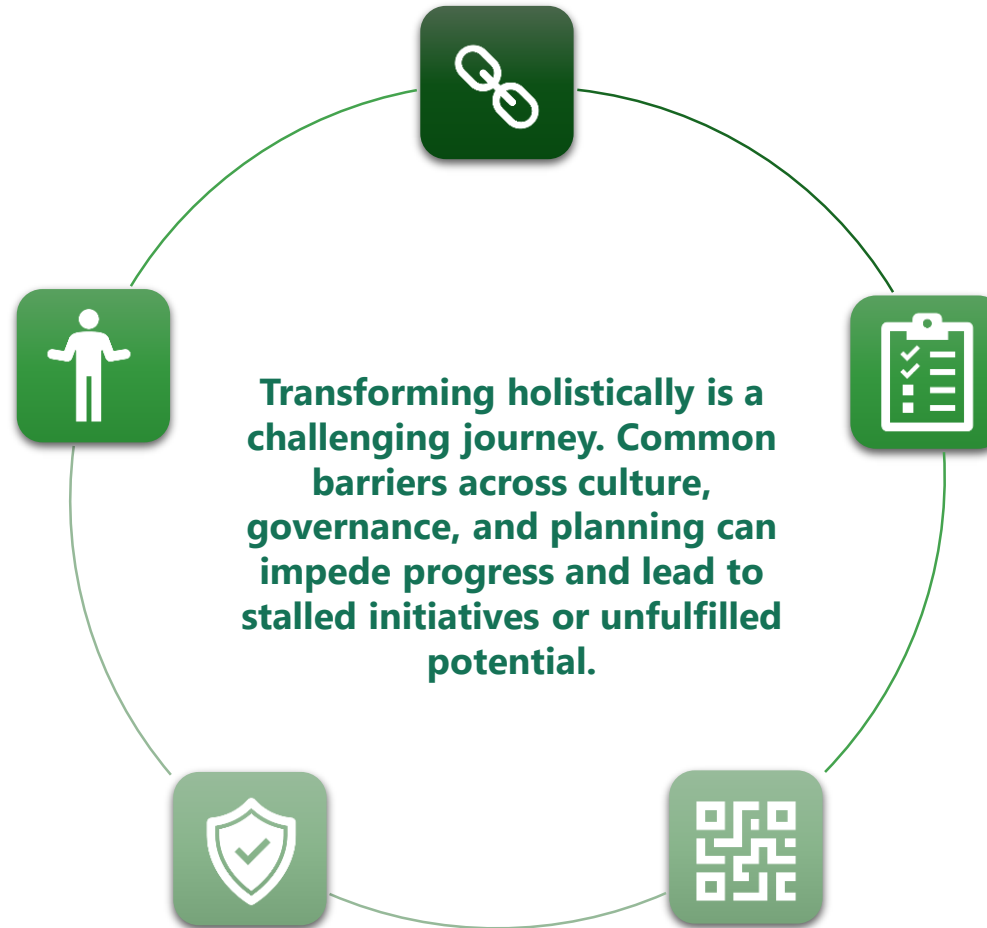 Transforming holistically is a
challenging journey. Common
barriers across culture,
governance, and planning can
impede progress and lead to
stalled initiatives or unfulfilled
potential.